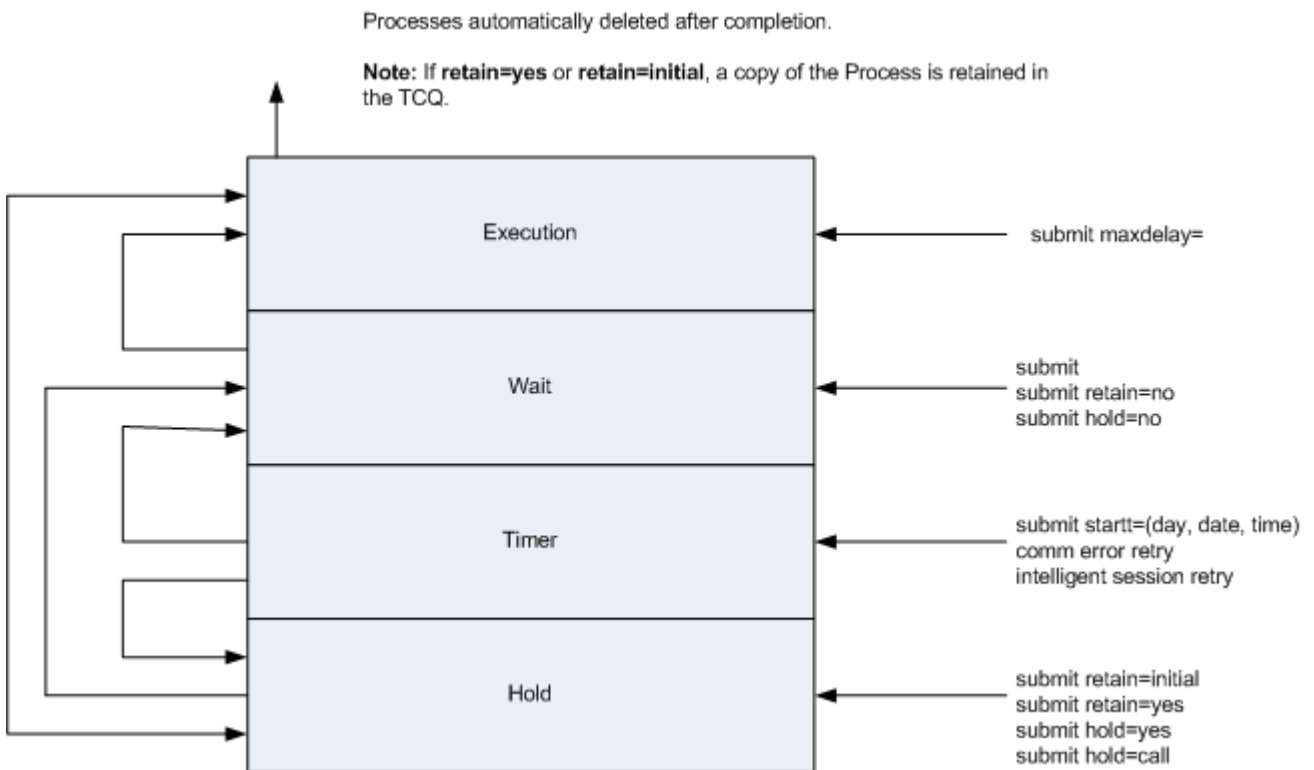 Processes automatically deleted after completion.
Note: If retain=yes or retain=initial, a copy of the Process is retained in
the TCQ.
Execution
submit maxdelay=
Wait
submit
submit retain=no
submit hold=no
Timer
submit startt=(day, date, time)
comm error retry
intelligent session retry
Hold
submit retain=initial
submit retain=yes
submit hold=yes
submit hold=call